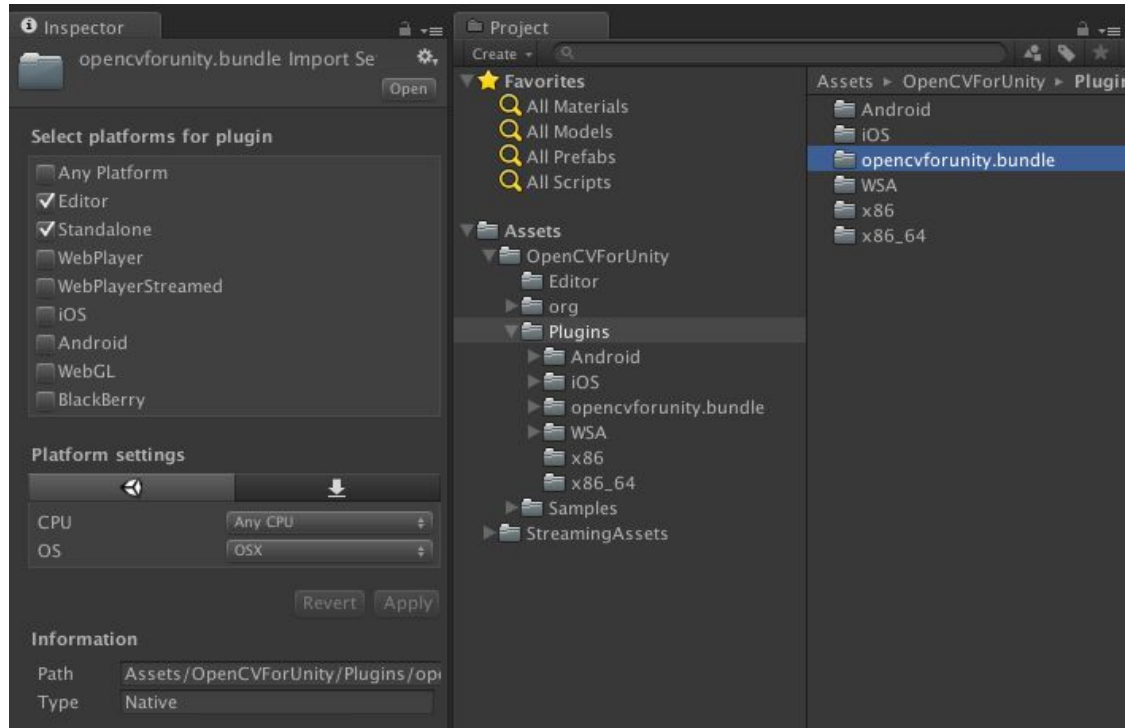 Inspector
opencvforunity.bundle Import Se
Open
Select platforms for plugin
Any Platform
Editor
Standalone
WebPlayer
WebPlayerStreamed
iOS
Android
WebGL
BlackBerry
Platform settings
CPU Any CPU
OS OSX
Revert Apply
Information
Path Assets/OpenCVForUnity/Plugins/ope
Type Native
Project
Create
Favorites
All Materials
All Models
All Prefabs
All Scripts
Assets
OpenCVForUnity
Editor
org
Plugins
Android
iOS
opencvforunity.bundle
WSA
x86
x86_64
Samples
StreamingAssets
Assets ▸ OpenCVForUnity ▸ Plugin
Android
iOS
opencvforunity.bundle
WSA
x86
x86_64